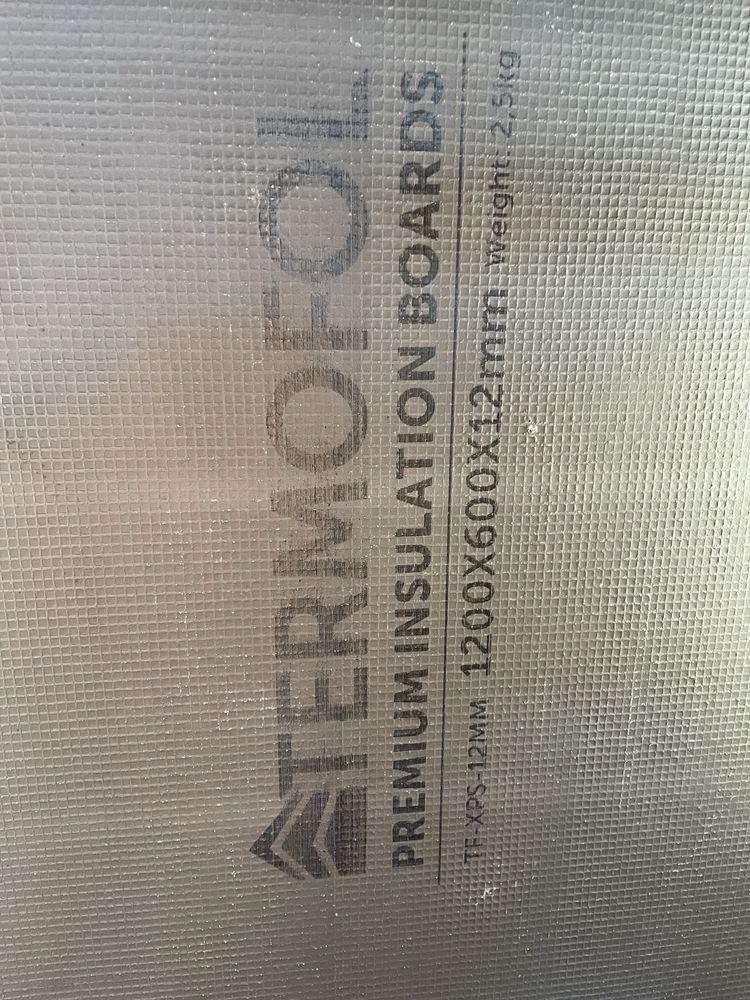 TERMOFOL
PREMIUM INSULATION BOARDS
TF-XPS-12MM 1200X600X12mm Weight: 2,5kg